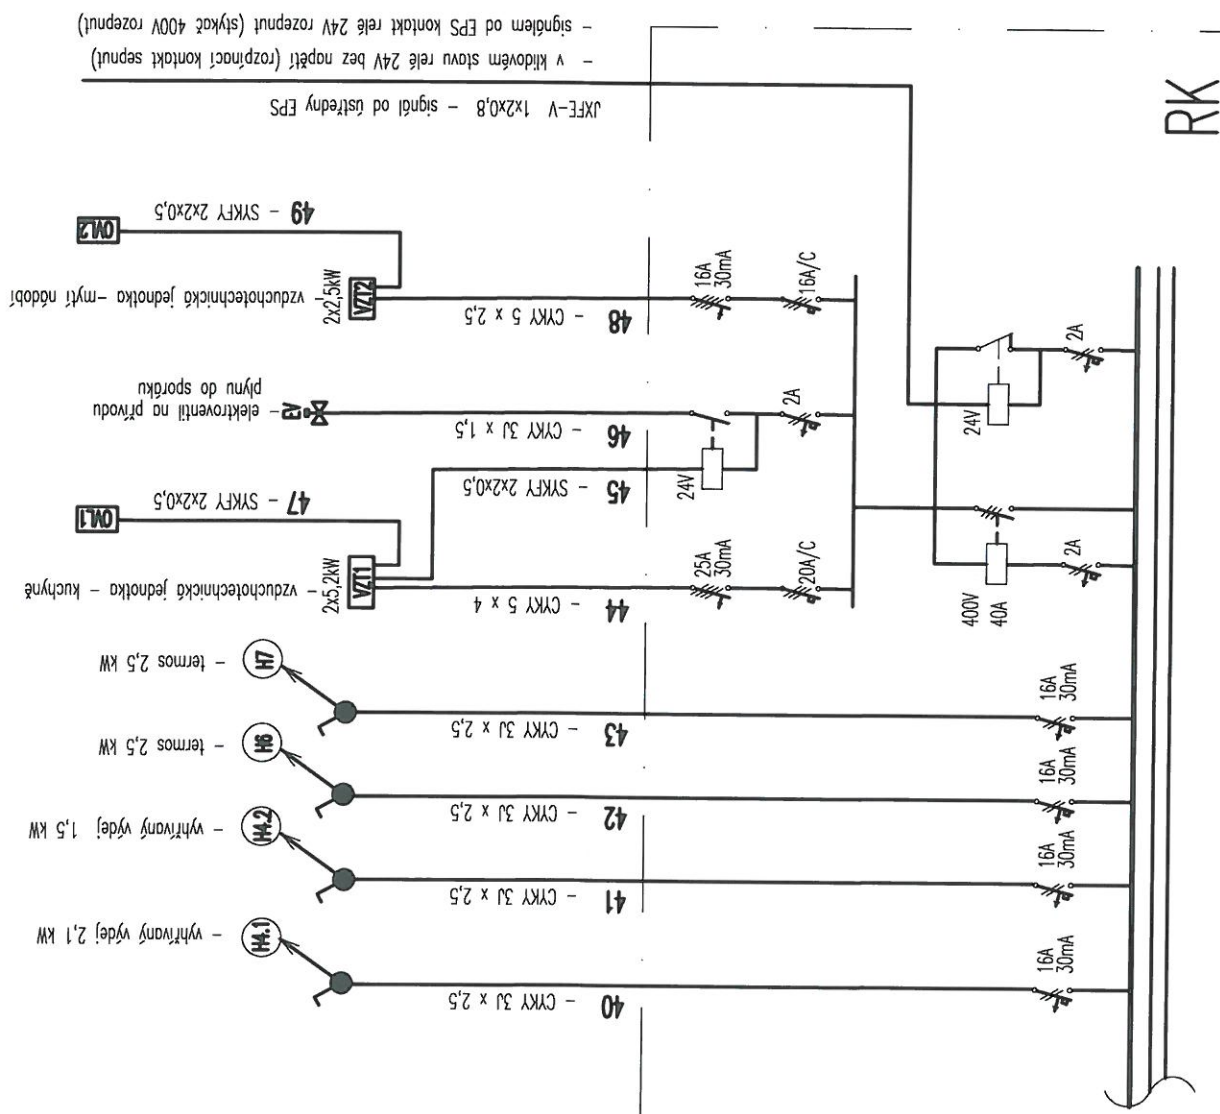 40 – CYKY 3J x 2,5
H4.1
– vyhřívaný výdej 2,1 kW
16A
30mA
41 – CYKY 3J x 2,5
H4.2
– vyhřívaný výdej 1,5 kW
16A
30mA
42 – CYKY 3J x 2,5
H6
– termos 2,5 kW
16A
30mA
43 – CYKY 3J x 2,5
H7
– termos 2,5 kW
16A
30mA
44 – CYKY 5 x 4
25A
30mA
20A/C
VZT1
2x5,2kW
– vzduchotechnická jednotka – kuchyně
400V
40A
2A
47 – SYKFY 2x2x0,5
OVL1
45 – SYKFY 2x2x0,5
24V
46 – CYKY 3J x 1,5
2A
EV
– elektroventil na přívodu
plynu do sporáku
24V
2A
48 – CYKY 5 x 2,5
16A
30mA
16A/C
VZT2
2x2,5kW
– vzduchotechnická jednotka –mytí nádobí
49 – SYKFY 2x2x0,5
OVL2
JXFE-V 1x2x0,8 – signál od ústředny EPS
– v klidovém stavu relé 24V bez napětí (rozpínací kontakt sepnut)
– signálem od EPS kontakt relé 24V rozepnut (stykač 400V rozepnut)
RK